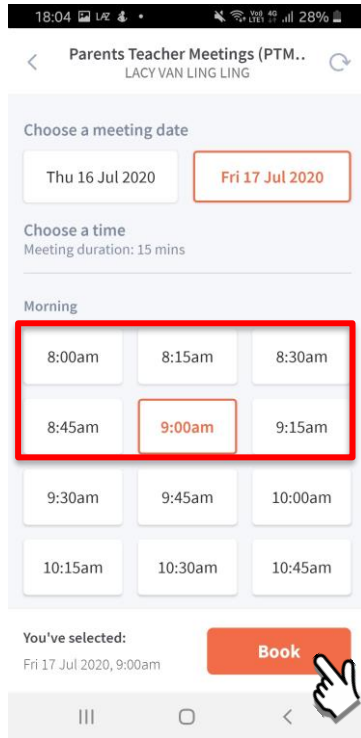 18:04 28%
Parents Teacher Meetings (PTM..
LACY VAN LING LING
Choose a meeting date
Thu 16 Jul 2020 Fri 17 Jul 2020
Choose a time
Meeting duration: 15 mins
Morning
8:00am 8:15am 8:30am
8:45am 9:00am 9:15am
9:30am 9:45am 10:00am
10:15am 10:30am 10:45am
You've selected:
Fri 17 Jul 2020, 9:00am
Book